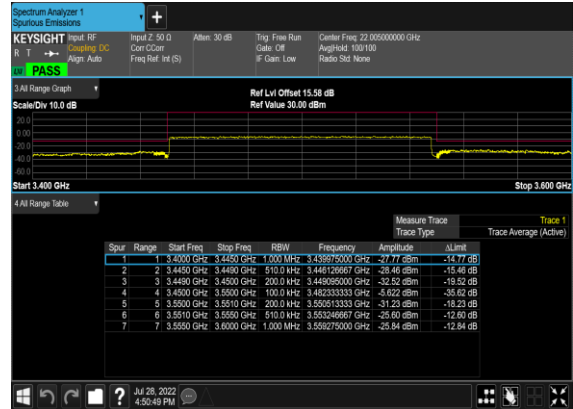 Spectrum Analyzer 1
Spurious Emissions
KEYSIGHT Input: RF Input Z: 50 Ω Atten: 30 dB Trig: Free Run Center Freq: 22.005000000 GHz
R T Coupling: DC Corr CCorr Gate: Off Avg|Hold: 100/100
Align: Auto Freq Ref: Int (S) IF Gain: Low Radio Std: None
PASS
3 All Range Graph
Ref Lvl Offset 15.58 dB
Scale/Div 10.0 dB Ref Value 30.00 dBm
20.0
0.00
-20.0
-40.0
-60.0
Start 3.400 GHz Stop 3.600 GHz
4 All Range Table
Measure Trace Trace 1
Trace Type Trace Average (Active)
Spur Range Start Freq Stop Freq RBW Frequency Amplitude ΔLimit
1 1 3.4000 GHz 3.4450 GHz 1.000 MHz 3.439975000 GHz -27.77 dBm -14.77 dB
2 2 3.4450 GHz 3.4490 GHz 510.0 kHz 3.446126667 GHz -28.46 dBm -15.46 dB
3 3 3.4490 GHz 3.4500 GHz 200.0 kHz 3.449095000 GHz -32.52 dBm -19.52 dB
4 4 3.4500 GHz 3.5500 GHz 100.0 kHz 3.482333333 GHz -5.622 dBm -35.62 dB
5 5 3.5500 GHz 3.5510 GHz 200.0 kHz 3.550513333 GHz -31.23 dBm -18.23 dB
6 6 3.5510 GHz 3.5550 GHz 510.0 kHz 3.553246667 GHz -25.60 dBm -12.60 dB
7 7 3.5550 GHz 3.6000 GHz 1.000 MHz 3.559275000 GHz -25.84 dBm -12.84 dB
Jul 28, 2022
4:50:49 PM